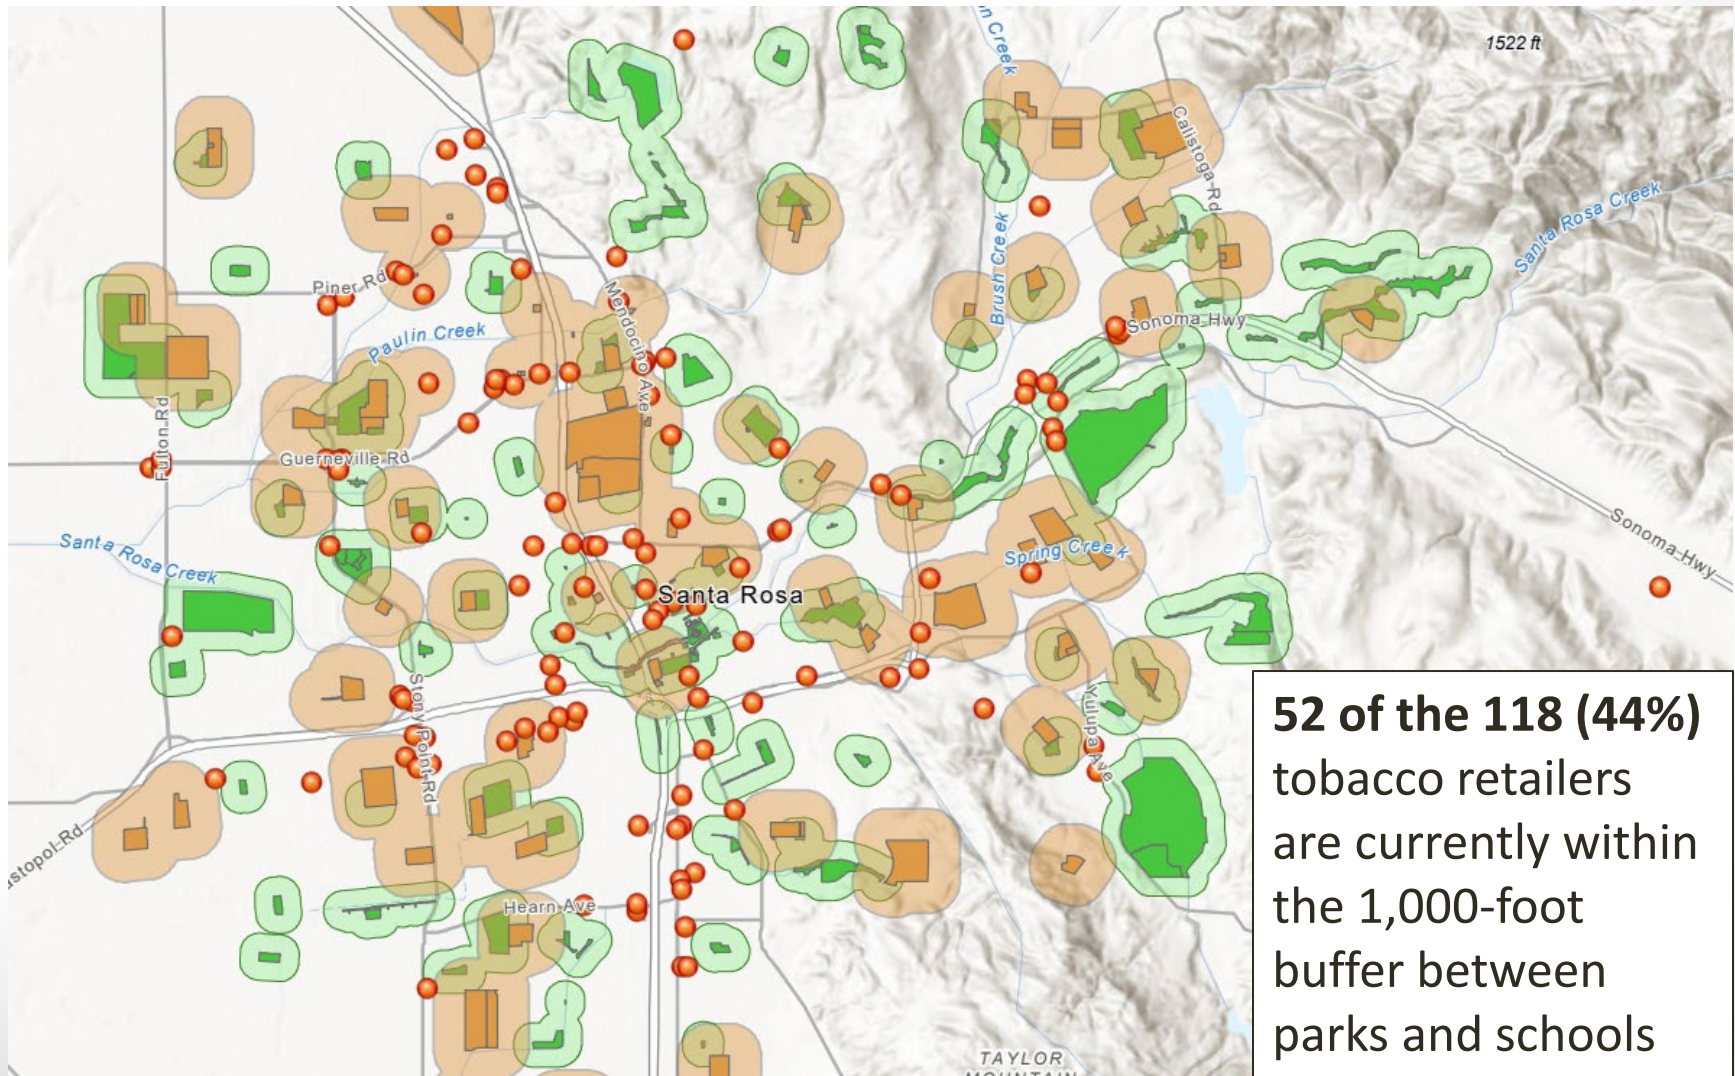 n Creek
1522 ft
Calistoga Rd
Santa Rosa Creek
Brush Creek
Piner Rd
Mendocino Ave
Sonoma Hwy
Paulin Creek
Fulton Rd
Guerneville Rd
Sonoma Hwy
Santa Rosa Creek
Spring Creek
Santa Rosa
Stony Point Rd
Yulupa Ave
astopol Rd
Hearn Ave
TAYLOR
MOUNTAIN
52 of the 118 (44%)
tobacco retailers
are currently within
the 1,000-foot
buffer between
parks and schools